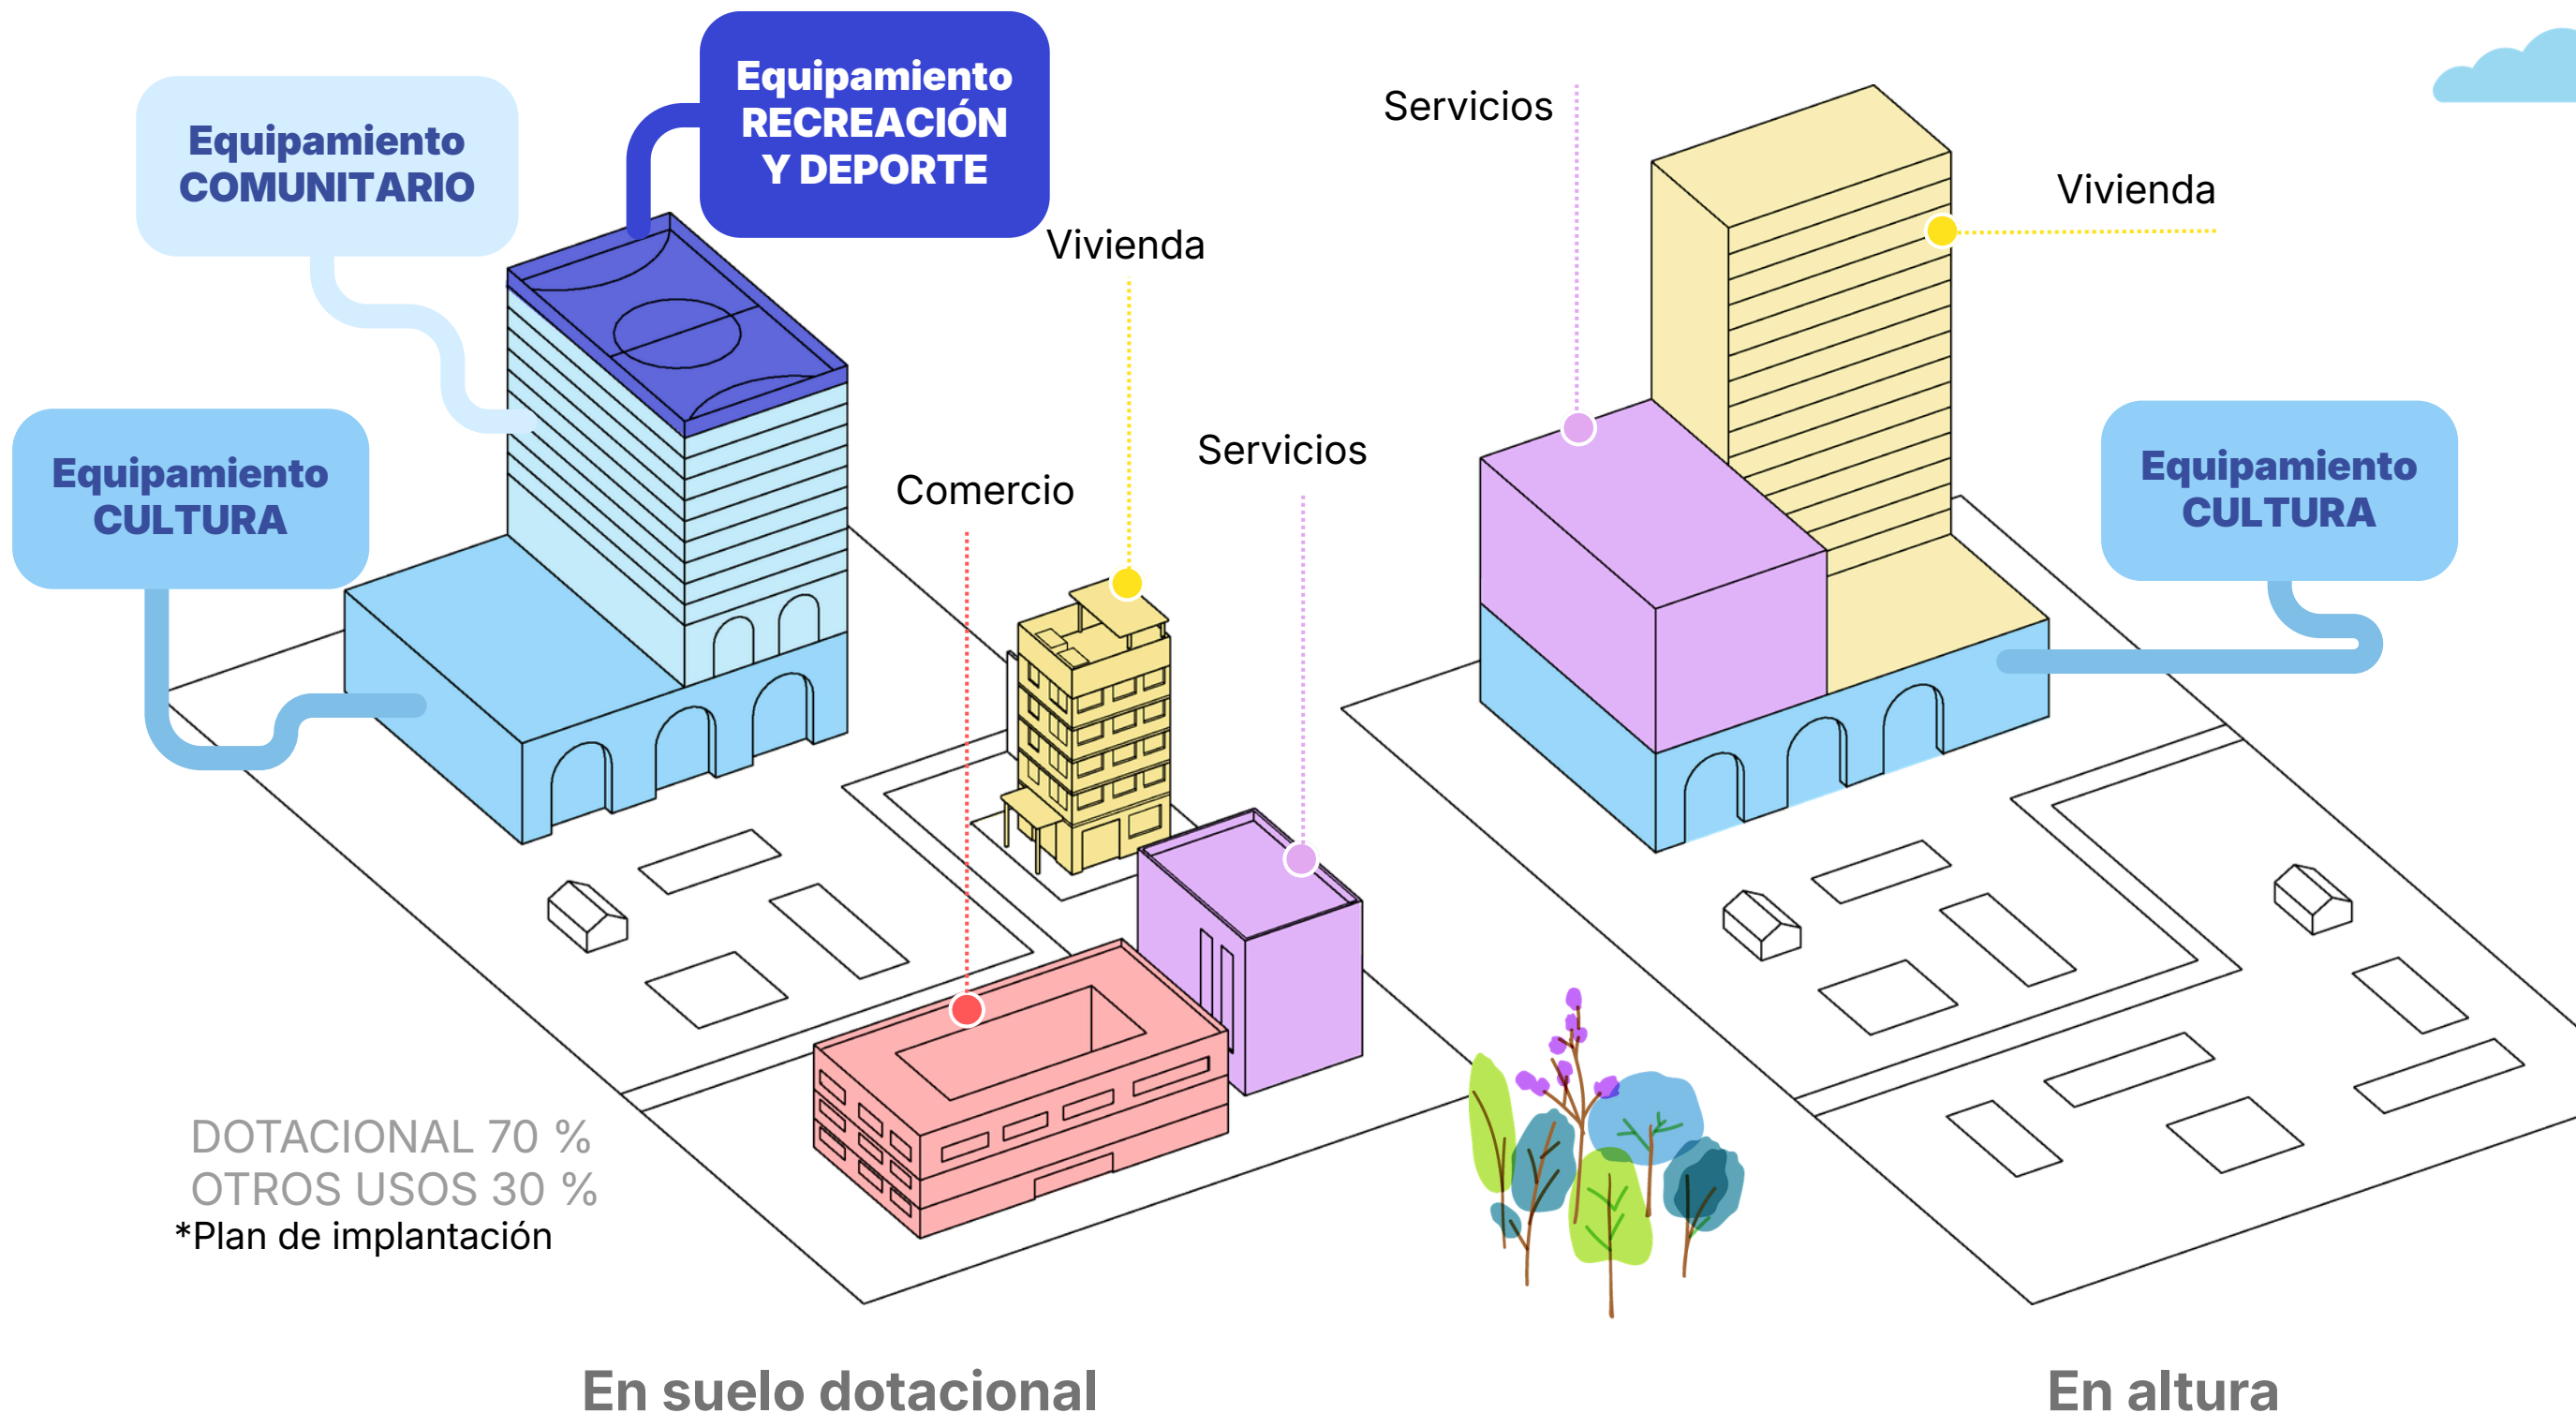 Equipamiento
RECREACIÓN
Y DEPORTE
Equipamiento
COMUNITARIO
Servicios
Vivienda
Vivienda
Equipamiento
CULTURA
Comercio
Servicios
Equipamiento
CULTURA
DOTACIONAL 70 %
OTROS USOS 30 %
*Plan de implantación
En suelo dotacional
En altura